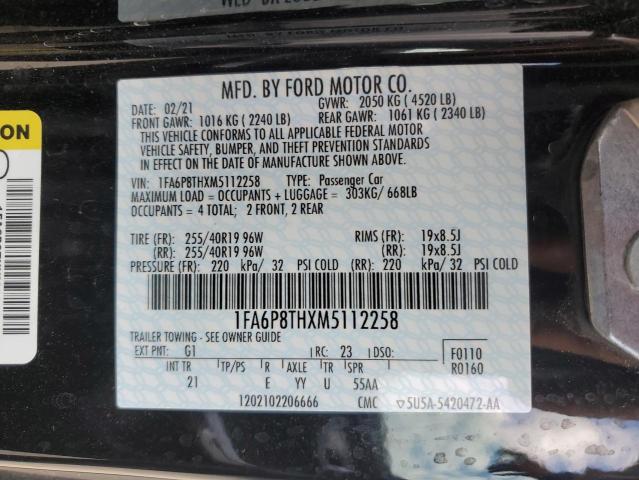 MFD. BY FORD MOTOR CO.
DATE: 02/21 GVWR: 2050 KG (4520 LB)
FRONT GAWR: 1016 KG (2240 LB) REAR GAWR: 1061 KG (2340 LB)
THIS VEHICLE CONFORMS TO ALL APPLICABLE FEDERAL MOTOR
VEHICLE SAFETY, BUMPER, AND THEFT PREVENTION STANDARDS
IN EFFECT ON THE DATE OF MANUFACTURE SHOWN ABOVE.
VIN: 1FA6P8THXM5112258 TYPE: Passenger Car
MAXIMUM LOAD = OCCUPANTS + LUGGAGE = 303KG/ 668LB
OCCUPANTS = 4 TOTAL: 2 FRONT, 2 REAR
TIRE (FR): 255/40R19 96W RIMS (FR): 19x8.5J
(RR): 255/40R19 96W (RR): 19x8.5J
PRESSURE (FR): 220 kPa/ 32 PSI COLD (RR): 220 kPa/ 32 PSI COLD
1FA6P8THXM5112258
TRAILER TOWING - SEE OWNER GUIDE
EXT PNT: G1 RC: 23 DSO: F0110
R0160
INT TR TP/PS R AXLE TR SPR
21 E YY U 55AA
1202102206666 CMC ▽5U5A-5420472-AA
ON